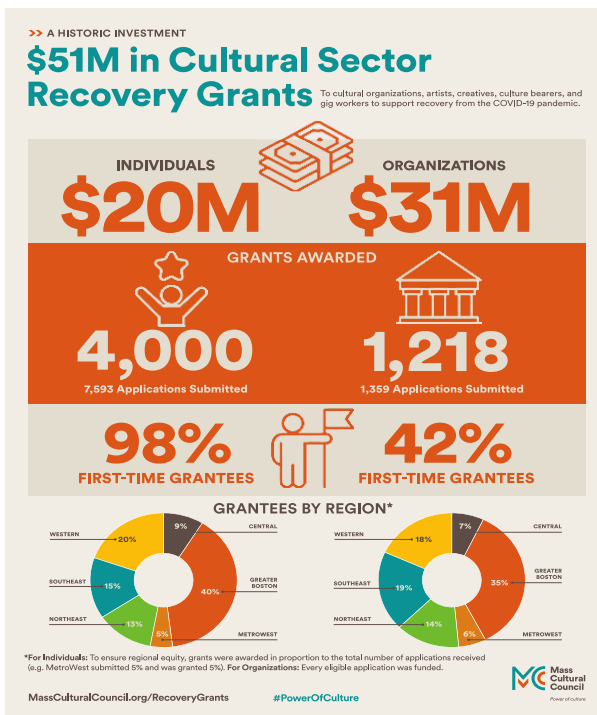 >> A HISTORIC INVESTMENT
$51M in Cultural Sector
Recovery Grants
To cultural organizations, artists, creatives, culture bearers, and
gig workers to support recovery from the COVID-19 pandemic.
INDIVIDUALS
$20M
ORGANIZATIONS
$31M
GRANTS AWARDED
4,000
7,593 Applications Submitted
1,218
1,359 Applications Submitted
98%
FIRST-TIME GRANTEES
42%
FIRST-TIME GRANTEES
GRANTEES BY REGION*
9%
CENTRAL
WESTERN
20%
SOUTHEAST
15%
40%
GREATER
BOSTON
NORTHEAST
13%
5%
METROWEST
7%
CENTRAL
WESTERN
18%
SOUTHEAST
19%
35%
GREATER
BOSTON
NORTHEAST
14%
6%
METROWEST
*For Individuals: To ensure regional equity, grants were awarded in proportion to the total number of applications received
(e.g. MetroWest submitted 5% and was granted 5%). For Organizations: Every eligible application was funded.
MassCulturalCouncil.org/RecoveryGrants
#PowerOfCulture
MCC
Mass
Cultural
Council
Power of culture